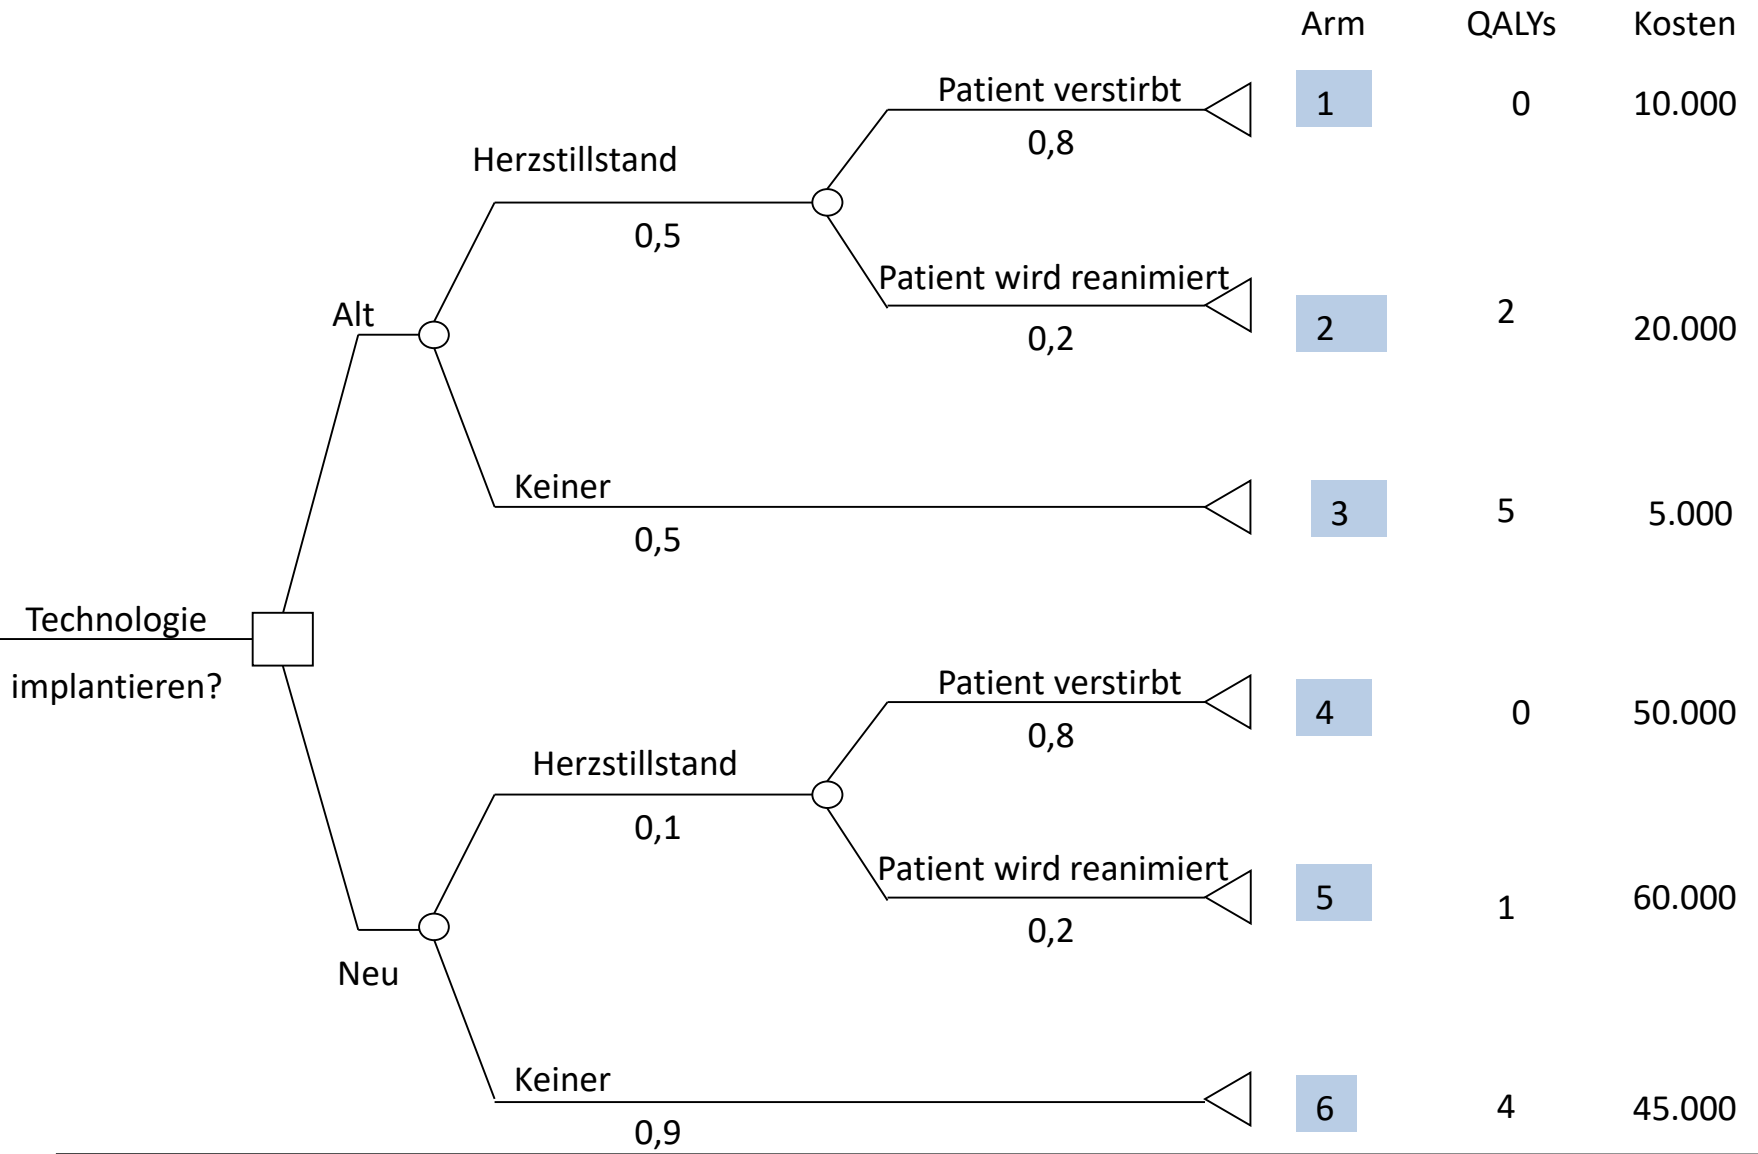 Arm QALYs Kosten
Patient verstirbt 1 0 10.000
0,8
Herzstillstand
0,5
Patient wird reanimiert 2 2 20.000
0,2
Alt
Keiner 3 5 5.000
0,5
Technologie
implantieren?
Patient verstirbt 4 0 50.000
0,8
Herzstillstand
0,1
Patient wird reanimiert 5 1 60.000
0,2
Neu
Keiner 6 4 45.000
0,9